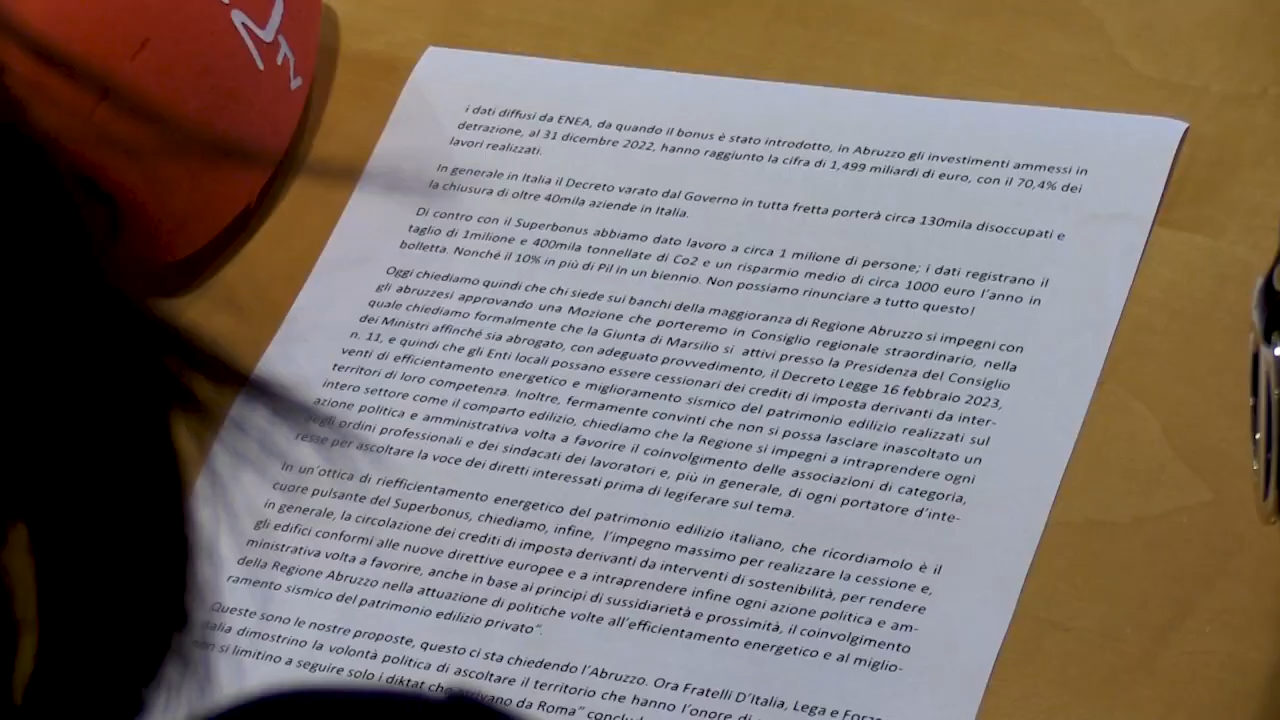 i dati diffusi da ENEA, da quando il bonus è stato introdotto, in Abruzzo gli investimenti ammessi in
detrazione, al 31 dicembre 2022, hanno raggiunto la cifra di 1,499 miliardi di euro, con il 70,4% dei
lavori realizzati.
In generale in Italia il Decreto varato dal Governo in tutta fretta porterà circa 130mila disoccupati e
la chiusura di oltre 40mila aziende in Italia.
Di contro con il Superbonus abbiamo dato lavoro a circa 1 milione di persone; i dati registrano il
taglio di 1milione e 400mila tonnellate di Co2 e un risparmio medio di circa 1000 euro l'anno in
bolletta. Nonché il 10% in più di Pil in un biennio. Non possiamo rinunciare a tutto questo!
Oggi chiediamo quindi che chi siede sui banchi della maggioranza di Regione Abruzzo si impegni con
gli abruzzesi approvando una Mozione che porteremo in Consiglio regionale straordinario, nella
quale chiediamo formalmente che la Giunta di Marsilio si attivi presso la Presidenza del Consiglio
dei Ministri affinché sia abrogato, con adeguato provvedimento, il Decreto Legge 16 febbraio 2023,
n. 11, e quindi che gli Enti locali possano essere cessionari dei crediti di imposta derivanti da inter-
venti di efficientamento energetico e miglioramento sismico del patrimonio edilizio realizzati sul
territori di loro competenza. Inoltre, fermamente convinti che non si possa lasciare inascoltato un
intero settore come il comparto edilizio, chiediamo che la Regione si impegni a intraprendere ogni
azione politica e amministrativa volta a favorire il coinvolgimento delle associazioni di categoria,
degli ordini professionali e dei sindacati dei lavoratori e, più in generale, di ogni portatore d'inte-
resse per ascoltare la voce dei diretti interessati prima di legiferare sul tema.
In un'ottica di riefficientamento energetico del patrimonio edilizio italiano, che ricordiamolo è il
cuore pulsante del Superbonus, chiediamo, infine, l'impegno massimo per realizzare la cessione e,
in generale, la circolazione dei crediti di imposta derivanti da interventi di sostenibilità, per rendere
gli edifici conformi alle nuove direttive europee e a intraprendere infine ogni azione politica e am-
ministrativa volta a favorire, anche in base ai principi di sussidiarietà e prossimità, il coinvolgimento
della Regione Abruzzo nella attuazione di politiche volte all'efficientamento energetico e al miglio-
ramento sismico del patrimonio edilizio privato".
Queste sono le nostre proposte, questo ci sta chiedendo l'Abruzzo. Ora Fratelli D'Italia, Lega e Forza
Italia dimostrino la volontà politica di ascoltare il territorio che hanno l'onore di
non si limitino a seguire solo i diktat che arrivano da Roma"